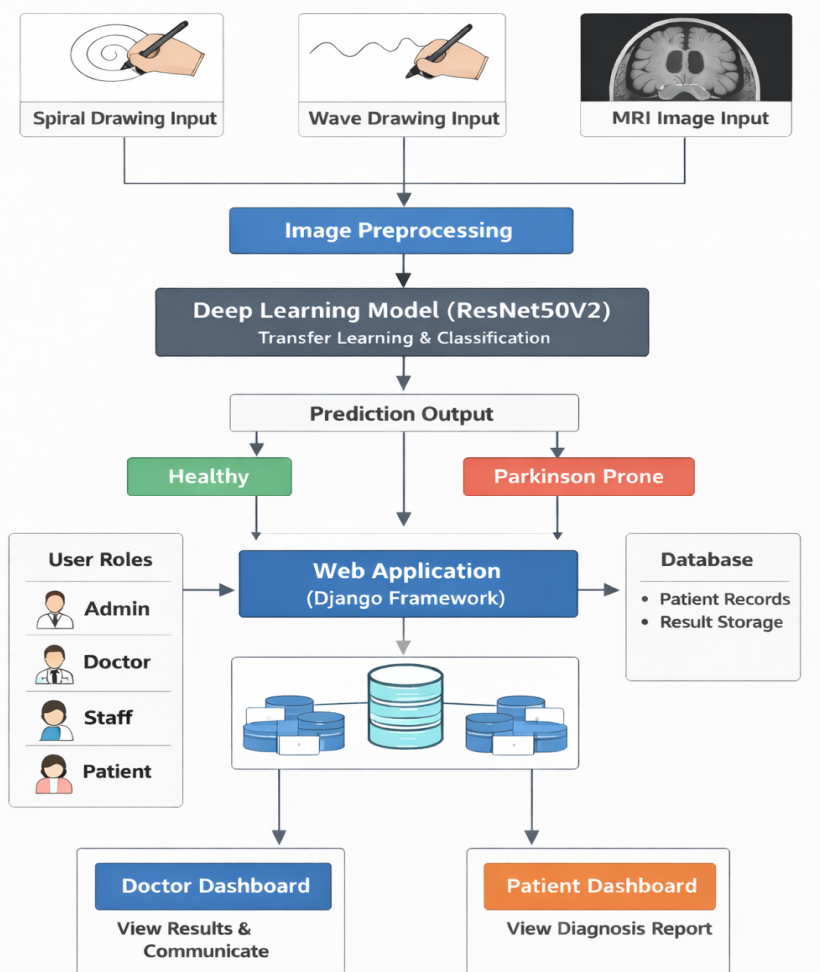 Spiral Drawing Input
Wave Drawing Input
MRI Image Input
Image Preprocessing
Deep Learning Model (ResNet50V2)
Transfer Learning & Classification
Prediction Output
Healthy
Parkinson Prone
User Roles
Admin
Doctor
Staff
Patient
Web Application
(Django Framework)
Database
• Patient Records
• Result Storage
Doctor Dashboard
View Results &
Communicate
Patient Dashboard
View Diagnosis Report